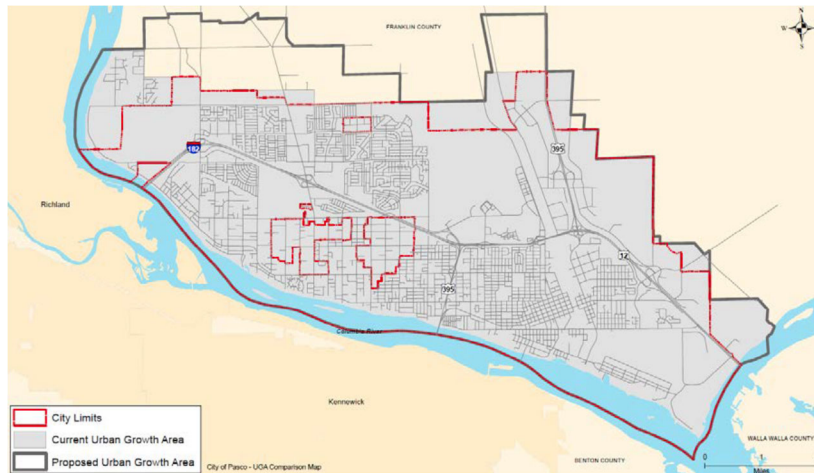 FRANKLIN COUNTY
N
W
E
S
395
182
Richland
12
395
Columbia River
Kennewick
WALLA WALLA COUNTY
BENTON COUNTY
0 1
Miles
City Limits
Current Urban Growth Area
Proposed Urban Growth Area
City of Pasco - UGA Comparison Map